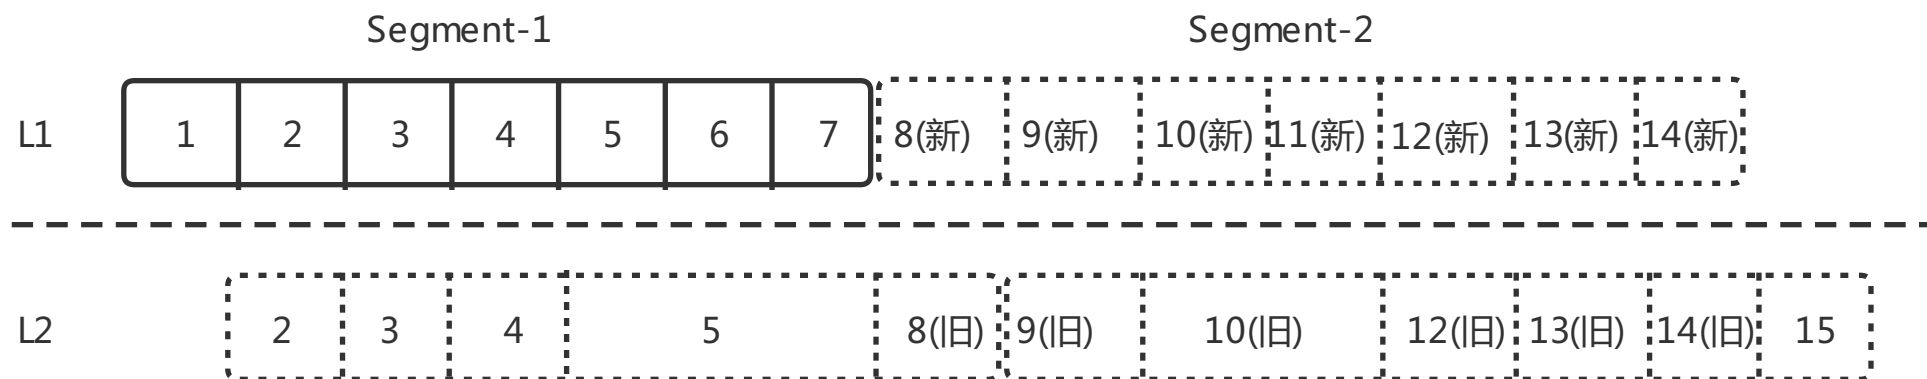 Segment-1 Segment-2
L1 1 2 3 4 5 6 7 8(新) 9(新) 10(新) 11(新) 12(新) 13(新) 14(新)
L2 2 3 4 5 8(旧) 9(旧) 10(旧) 12(旧) 13(旧) 14(旧) 15